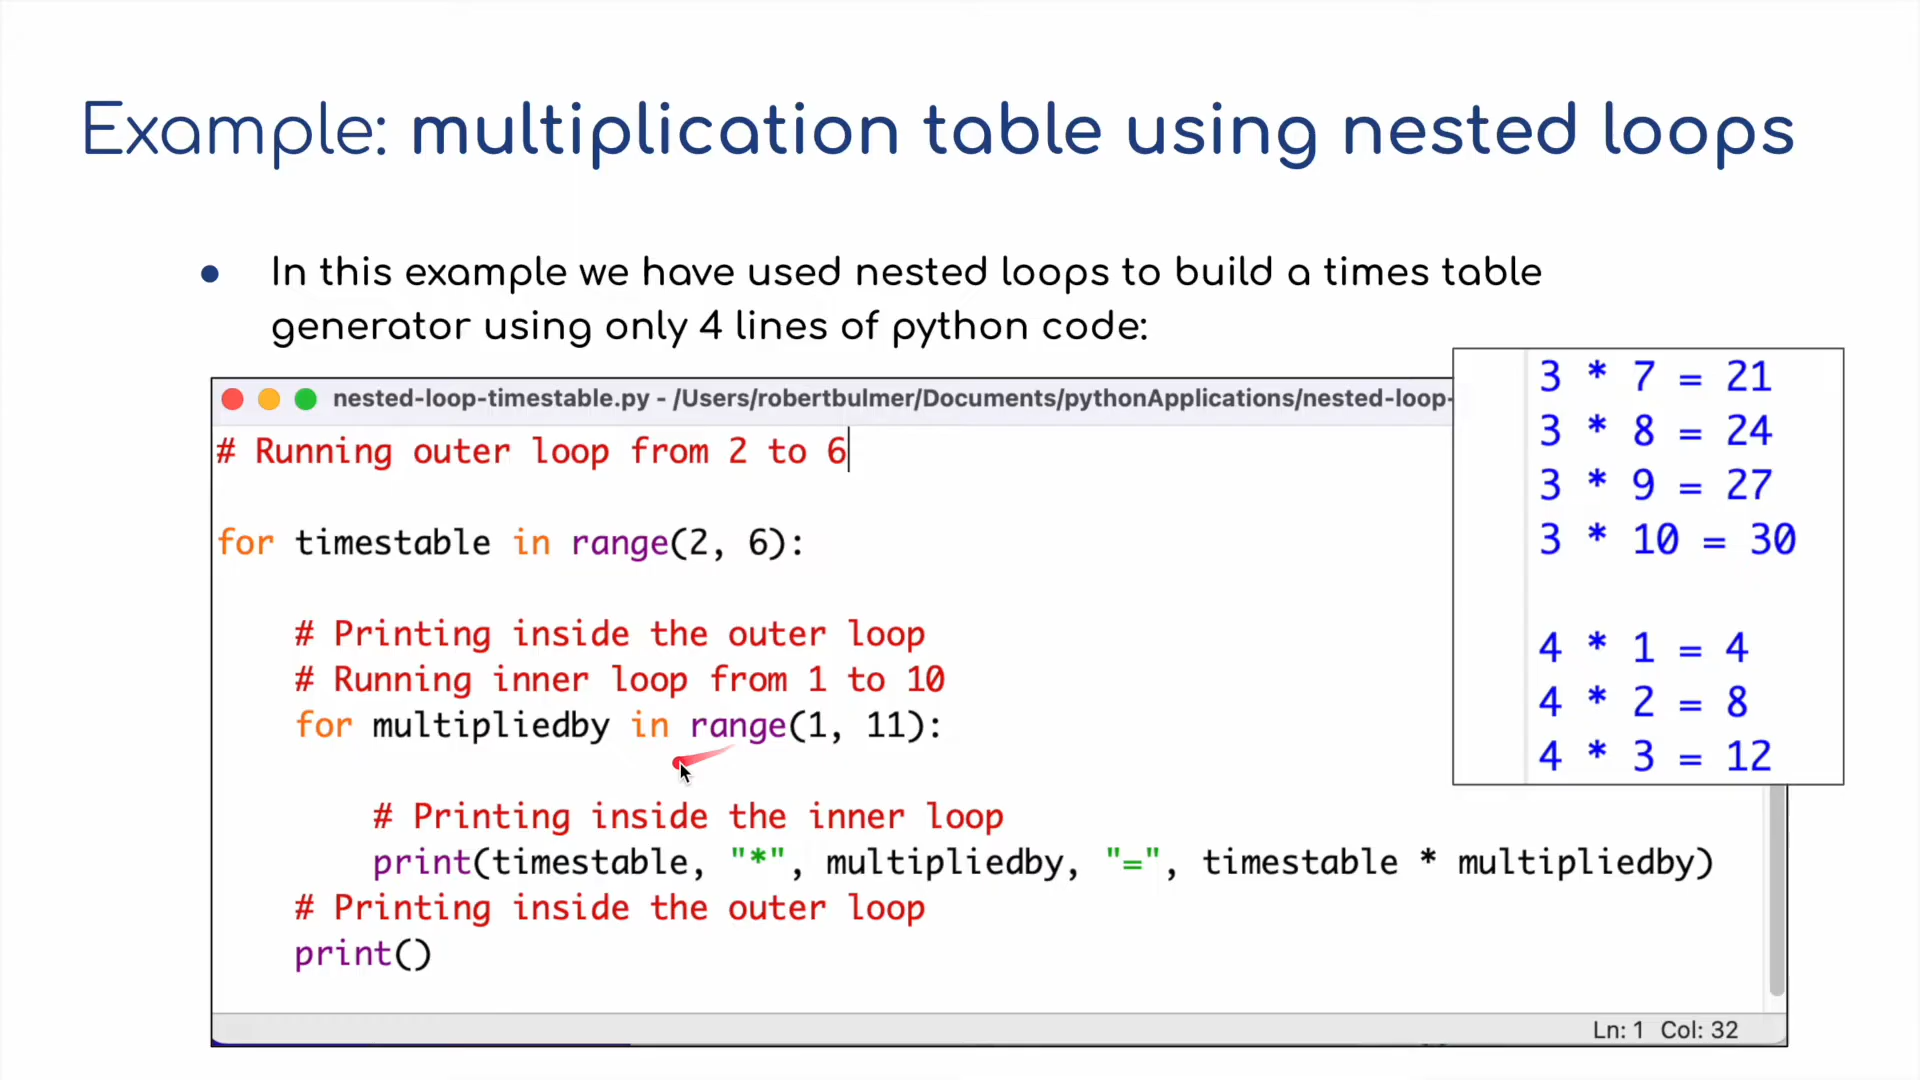 Example: multiplication table using nested loops
In this example we have used nested loops to build a times table
generator using only 4 lines of python code:
nested-loop-timestable.py - /Users/robertbulmer/Documents/pythonApplications/nested-loop-
# Running outer loop from 2 to 6
for timestable in range(2, 6):
# Printing inside the outer loop
# Running inner loop from 1 to 10
for multipliedby in range(1, 11):
# Printing inside the inner loop
print(timestable, "*", multipliedby, "=", timestable * multipliedby)
# Printing inside the outer loop
print()
Ln: 1 Col: 32
3 * 7 = 21
3 * 8 = 24
3 * 9 = 27
3 * 10 = 30
4 * 1 = 4
4 * 2 = 8
4 * 3 = 12